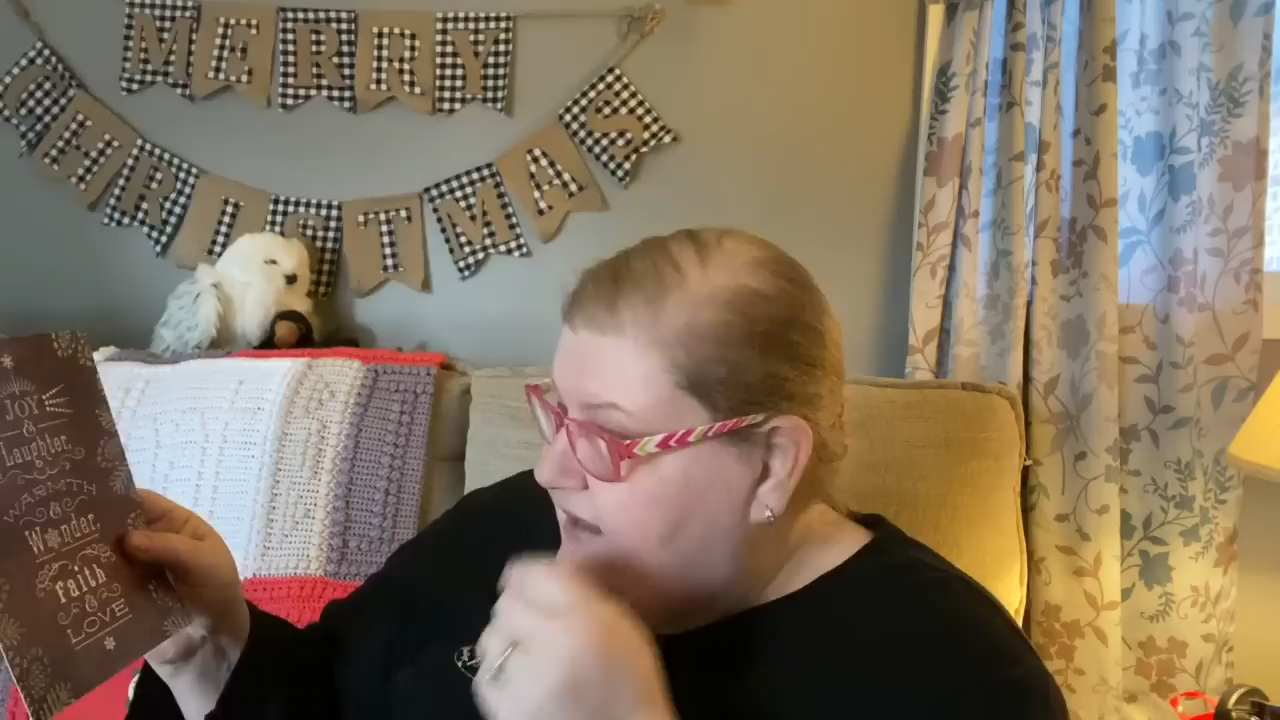 MERRY
CHRISTMAS
JOY
&
Laughter,
WARMTH
&
Wonder,
Faith
&
LOVE